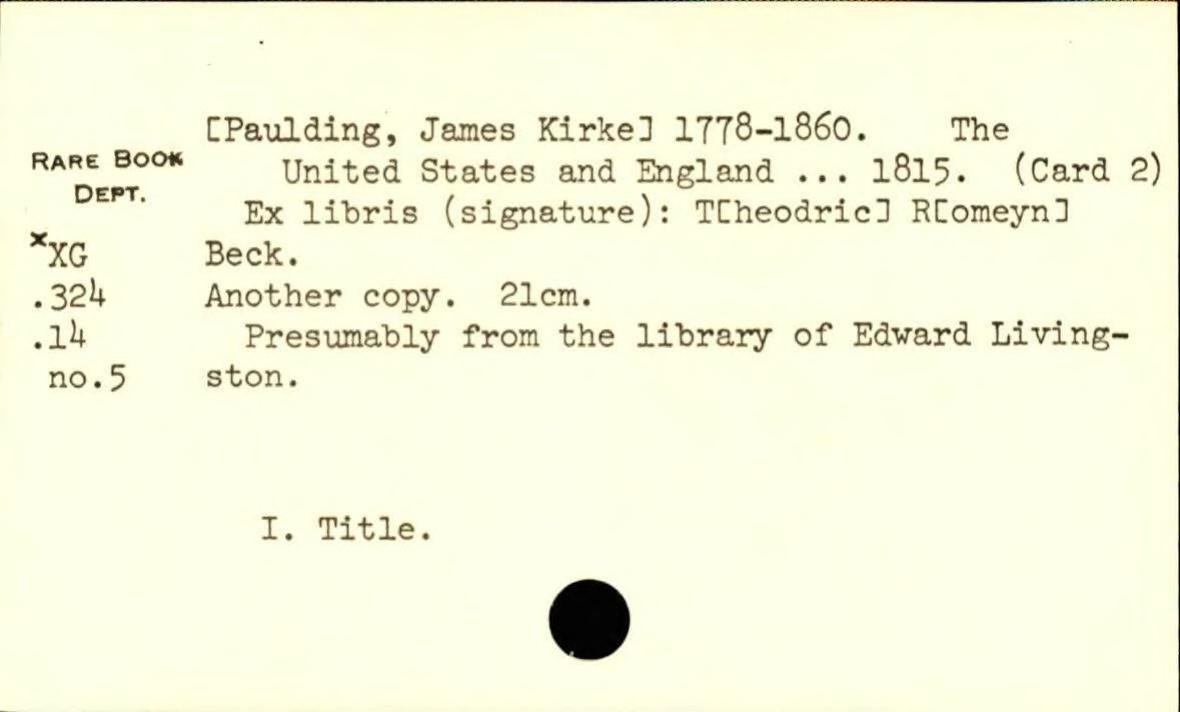 [Paulding, James Kirke] 1778-1860. The
RARE BOOK
United States and England ... 1815. (Card 2)
DEPT.
Ex libris (signature): T[heodric] R[omeyn]
xXG
Beck.
.324
Another copy. 21cm.
.14
Presumably from the library of Edward Living-
no.5
ston.
I. Title.